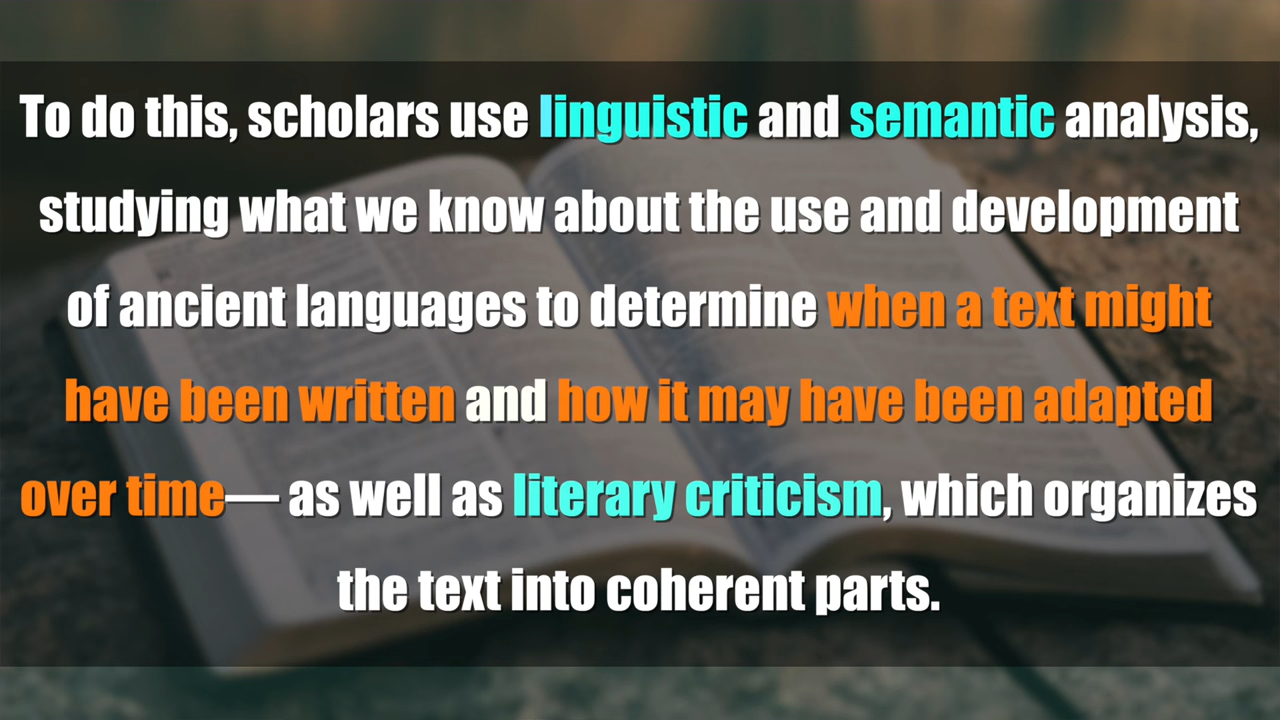 To do this, scholars use linguistic and semantic analysis,
studying what we know about the use and development
of ancient languages to determine when a text might
have been written and how it may have been adapted
over time— as well as literary criticism, which organizes
the text into coherent parts.